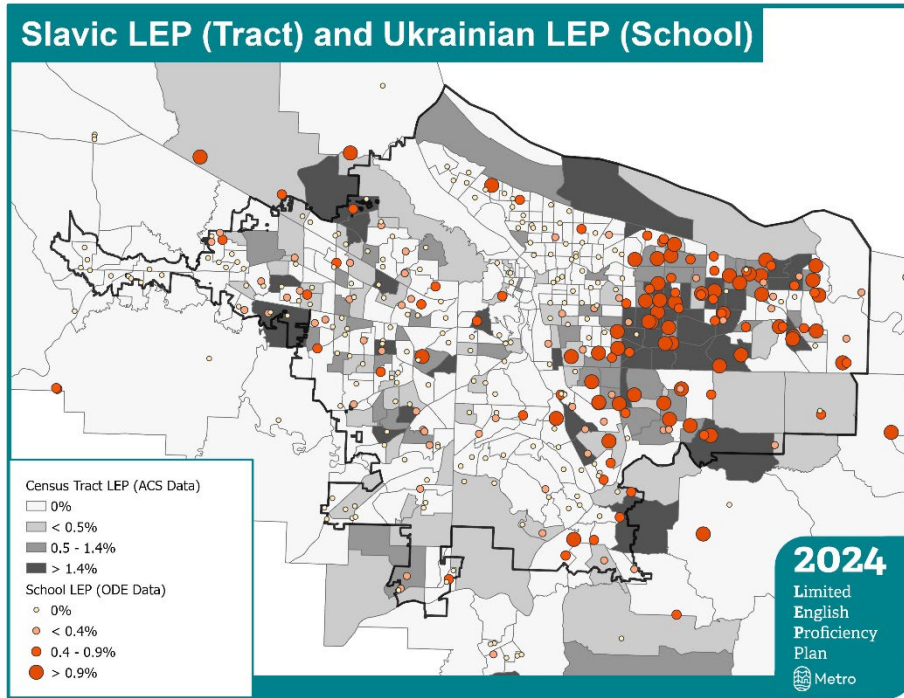 Slavic LEP (Tract) and Ukrainian LEP (School)
Census Tract LEP (ACS Data)
0%
< 0.5%
0.5 - 1.4%
> 1.4%
School LEP (ODE Data)
0%
< 0.4%
0.4 - 0.9%
> 0.9%
2024
Limited
English
Proficiency
Plan
Metro